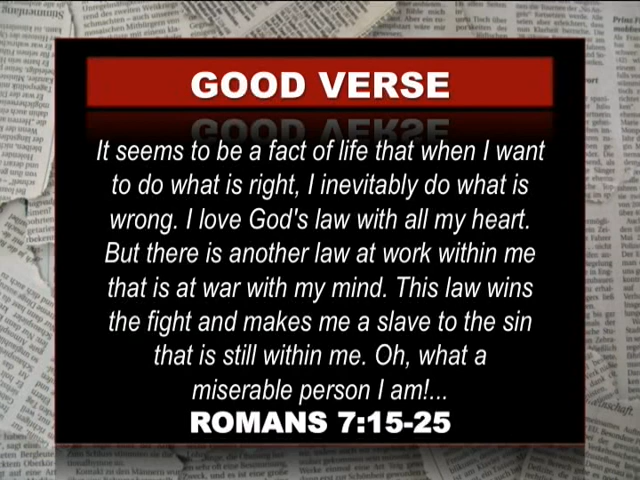 GOOD VERSE
It seems to be a fact of life that when I want
to do what is right, I inevitably do what is
wrong. I love God's law with all my heart.
But there is another law at work within me
that is at war with my mind. This law wins
the fight and makes me a slave to the sin
that is still within me. Oh, what a
miserable person I am!...
ROMANS 7:15-25